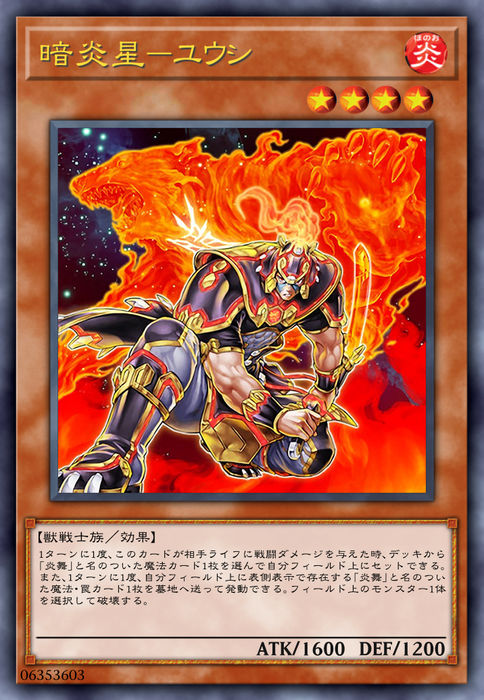 暗炎星－ユウシ
ほのお
炎
【獣戦士族／効果】
1ターンに1度、このカードが相手ライフに戦闘ダメージを与えた時、デッキから
「炎舞」と名のついた魔法カード1枚を選んで自分フィールド上にセットできる。
また、1ターンに1度、自分フィールド上に表側表示で存在する「炎舞」と名のつい
た魔法・罠カード1枚を墓地へ送って発動できる。フィールド上のモンスター1体
を選択して破壊する。
ATK/1600 DEF/1200
06353603